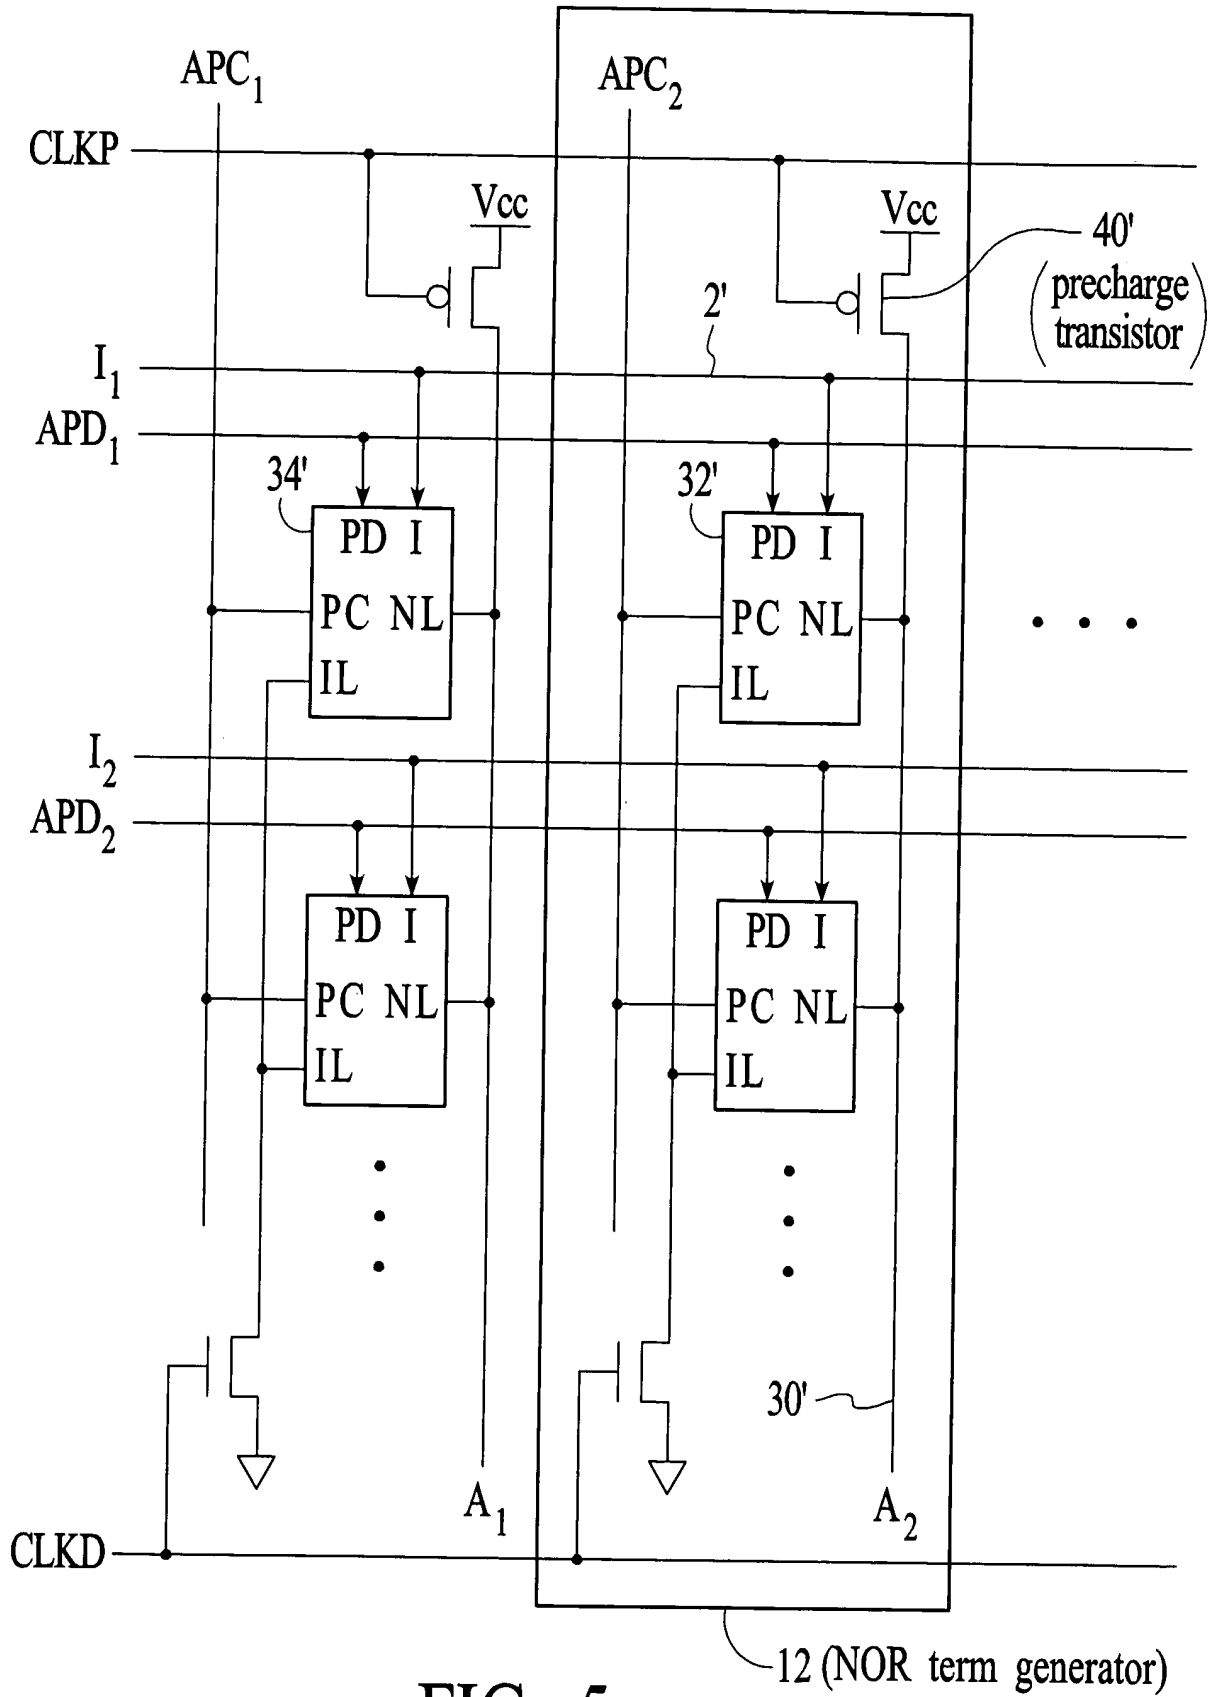 APC1
APC2
CLKP
Vcc
Vcc
40'
(precharge
transistor)
2'
I1
APD1
34'
32'
PD I
PC NL
IL
PD I
PC NL
IL
I2
APD2
PD I
PC NL
IL
PD I
PC NL
IL
30'
A1
A2
CLKD
12 (NOR term generator)